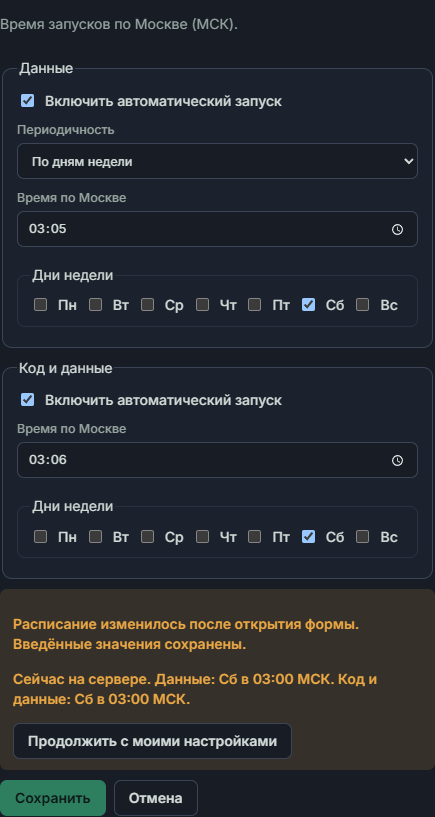 Время запусков по Москве (МСК).
Данные
Включить автоматический запуск
Периодичность
По дням недели
Время по Москве
03:05
Дни недели
Пн Вт Ср Чт Пт Сб Вс
Код и данные
Включить автоматический запуск
Время по Москве
03:06
Дни недели
Пн Вт Ср Чт Пт Сб Вс
Расписание изменилось после открытия формы.
Введённые значения сохранены.
Сейчас на сервере. Данные: Сб в 03:00 МСК. Код и
данные: Сб в 03:00 МСК.
Продолжить с моими настройками
Сохранить Отмена